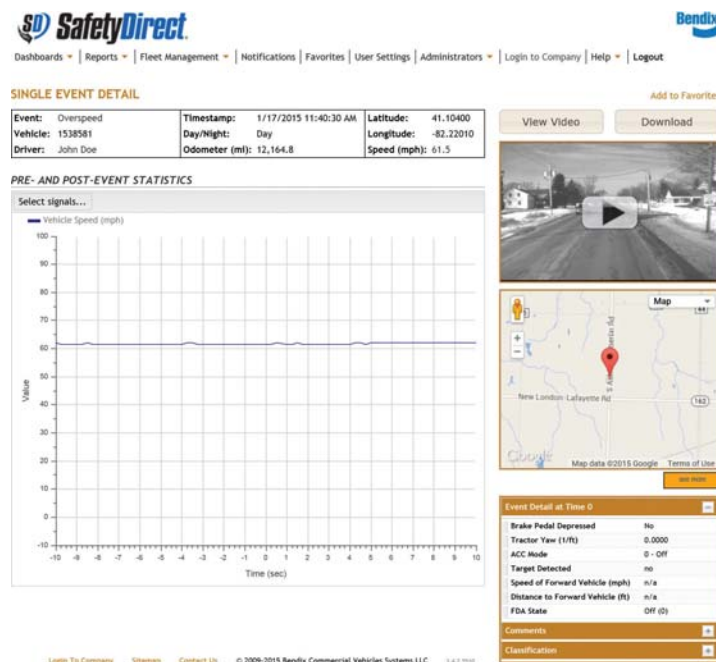 SD SafetyDirect.
Bendix
Dashboards Reports Fleet Management Notifications Favorites User Settings Administrators Login to Company Help Logout
SINGLE EVENT DETAIL
Add to Favorite
Event: Overspeed Timestamp: 1/17/2015 11:40:30 AM Latitude: 41.10400
Vehicle: 1538581 Day/Night: Day Longitude: -82.22010
Driver: John Doe Odometer (mi): 12,164.8 Speed (mph): 61.5
View Video Download
PRE- AND POST-EVENT STATISTICS
Select signals...
Vehicle Speed (mph)
100
90
80
70
60
50
40
30
20
10
0
-10
Value
-10 -9 -8 -7 -6 -5 -4 -3 -2 -1 0 1 2 3 4 5 6 7 8 9 10
Time (sec)
Map
New London-Lafayette Rd
162
Google
Map data ©2015 Google Terms of Use
Event Detail at Time 0
Brake Pedal Depressed No
Tractor Yaw (1/ft) 0.0000
ACC Mode 0 - Off
Target Detected no
Speed of Forward Vehicle (mph) n/a
Distance to Forward Vehicle (ft) n/a
FDA State Off (0)
Comments
Classification
Login To Company Sitemap Contact Us © 2009-2015 Bendix Commercial Vehicles Systems LLC